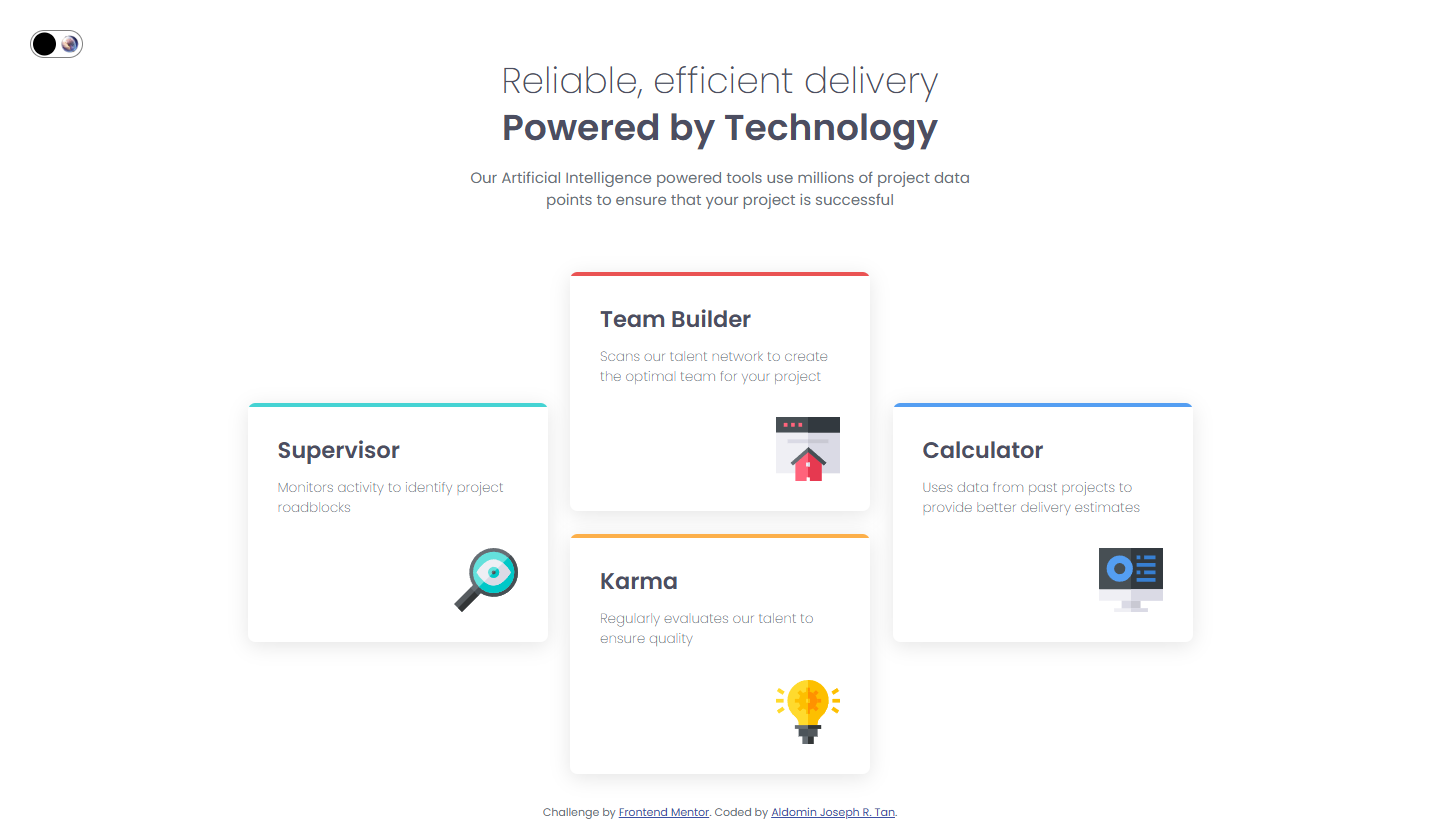 Reliable, efficient delivery
Powered by Technology
Our Artificial Intelligence powered tools use millions of project data
points to ensure that your project is successful
Team Builder
Scans our talent network to create
the optimal team for your project
Supervisor
Monitors activity to identify project
roadblocks
Calculator
Uses data from past projects to
provide better delivery estimates
Karma
Regularly evaluates our talent to
ensure quality
Challenge by Frontend Mentor. Coded by Aldomin Joseph R. Tan.